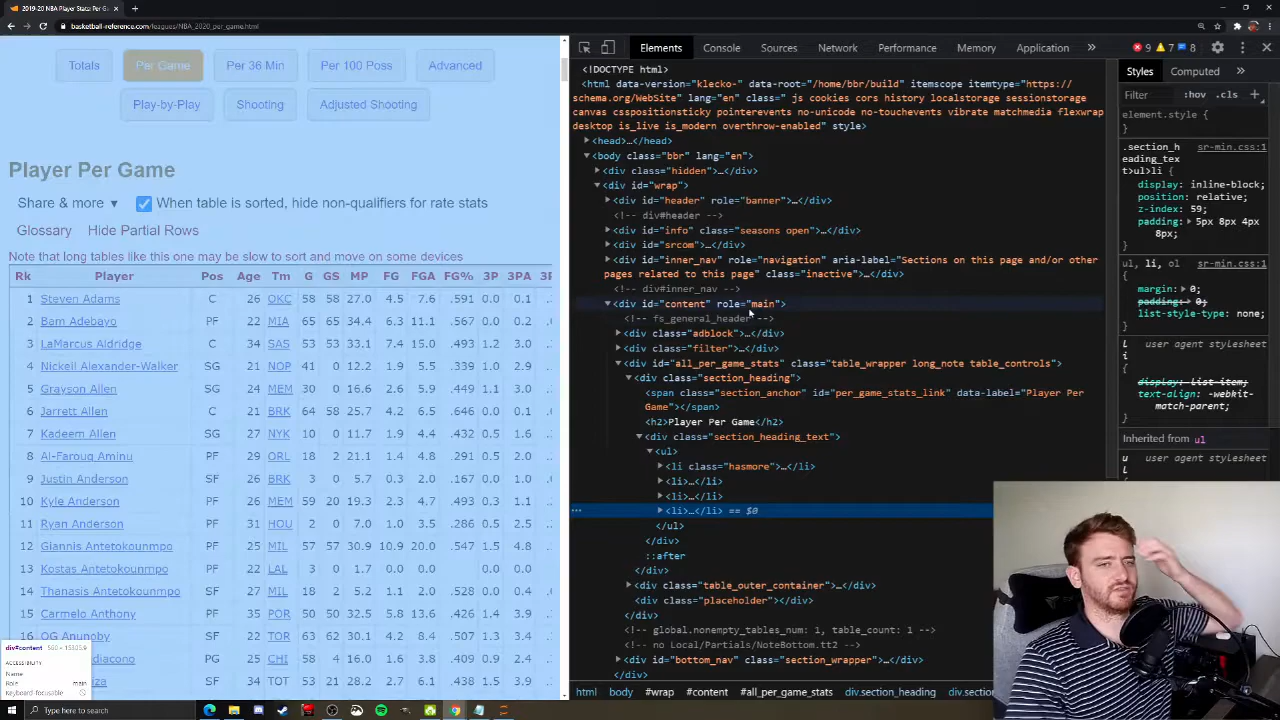 2019-20 NBA Player Stats: Per G
basketball-reference.com/leagues/NBA_2020_per_game.html
Totals Per Game Per 36 Min Per 100 Poss Advanced
Play-by-Play Shooting Adjusted Shooting
Player Per Game
Share & more ▼ When table is sorted, hide non-qualifiers for rate stats
Glossary Hide Partial Rows
Note that long tables like this one may be slow to sort and move on some devices
Rk Player Pos Age Tm G GS MP FG FGA FG% 3P 3PA 3P
1 Steven Adams C 26 OKC 58 58 27.0 4.5 7.6 .591 0.0 0.1
2 Bam Adebayo PF 22 MIA 65 65 34.4 6.3 11.1 .567 0.0 0.2
3 LaMarcus Aldridge C 34 SAS 53 53 33.1 7.4 15.0 .493 1.2 3.0
4 Nickeil Alexander-Walker SG 21 NOP 41 0 12.2 1.9 5.5 .339 1.0 2.9
5 Grayson Allen SG 24 MEM 30 0 16.6 2.6 5.9 .449 1.1 3.0
6 Jarrett Allen C 21 BRK 64 58 25.7 4.2 6.5 .646 0.0 0.1
7 Kadeem Allen SG 27 NYK 10 0 11.7 1.9 4.4 .432 0.5 1.6
8 Al-Farouq Aminu PF 29 ORL 18 2 21.1 1.4 4.8 .291 0.5 2.0
9 Justin Anderson SF 26 BRK 3 0 5.7 0.3 2.0 .167 0.0
10 Kyle Anderson PF 26 MEM 59 20 19.3 2.3 4.7 .493 0.3 1.1
11 Ryan Anderson PF 31 HOU 2 0 7.0 1.0 3.5 .286 0.5 2.5
12 Giannis Antetokounmpo PF 25 MIL 57 57 30.9 10.9 20.0 .547 1.5 4.8
13 Kostas Antetokounmpo PF LAL 3 0 1.7 0.0 0.0 0.0 0.0
14 Thanasis Antetokounmpo SF 27 MIL 18 2 5.2 1.1 2.0 0.0 0.4
15 Carmelo Anthony PF 35 POR 50 50 32.5 5.8 13.6 .426 1.4 3.9
16 OG Anunoby SF 22 TOR 63 62 30.1 4.2 8.4 .507 1.3 3.4
diacono PG CHI 58 4 16.0 1.6 3.8 .409 0.9 2.4
za SF 34 TOT 53 21 28.2 2.7 6.1 .439 1.5 4.0
div#content 560 × 15305.9
ACCESSIBILITY
Name
Role main
Keyboard-focusable
Elements Console Sources Network Performance Memory Application » 9 7 8
<!DOCTYPE html>
<html data-version="klecko-" data-root="/home/bbr/build" itemscope itemtype="https://
schema.org/WebSite" lang="en" class=" js cookies cors history localstorage sessionstorage
canvas csspositionsticky pointerevents no-unicode no-touchevents vibrate matchmedia flexwrap
desktop is_live is_modern overthrow-enabled" style>
▶<head>…</head>
▼<body class="bbr" lang="en">
▶<div class="hidden">…</div>
▼<div id="wrap">
▶<div id="header" role="banner">…</div>
<!-- div#header -->
▶<div id="info" class="seasons open">…</div>
▶<div id="srcom">…</div>
▶<div id="inner_nav" role="navigation" aria-label="Sections on this page and/or other
pages related to this page" class="inactive">…</div>
<!-- div#inner_nav -->
▼<div id="content" role="main">
<!-- fs_general_header -->
▶<div class="adblock">…</div>
▶<div class="filter">…</div>
▼<div id="all_per_game_stats" class="table_wrapper long_note table_controls">
▼<div class="section_heading">
<span class="section_anchor" id="per_game_stats_link" data-label="Player Per
Game"></span>
<h2>Player Per Game</h2>
▼<div class="section_heading_text">
▼<ul>
▶<li class="hasmore">…</li>
▶<li>…</li>
▶<li>…</li>
… ▶<li>…</li> == $0
</ul>
</div>
::after
</div>
▶<div class="table_outer_container">…</div>
<div class="placeholder"></div>
</div>
<!-- global.nonempty_tables_num: 1, table_count: 1 -->
<!-- no Local/Partials/NoteBottom.tt2 -->
▶<div id="bottom_nav" class="section_wrapper">…</div>
</div>
html body #wrap #content #all_per_game_stats div.section_heading div.section
Styles Computed »
Filter :hov .cls +
element.style {
}
.section_h sr-min.css:1
eading_tex
t>ul>li {
display: inline-block;
position: relative;
z-index: 59;
padding: 5px 8px 4px
8px;
}
ul, li, ol sr-min.css:1
{
margin: 0;
padding: 0;
list-style-type: none;
}
l user agent stylesheet
i
{
display: list-item;
text-align: -webkit-
match-parent;
}
Inherited from ul
u user agent stylesheet
Type here to search